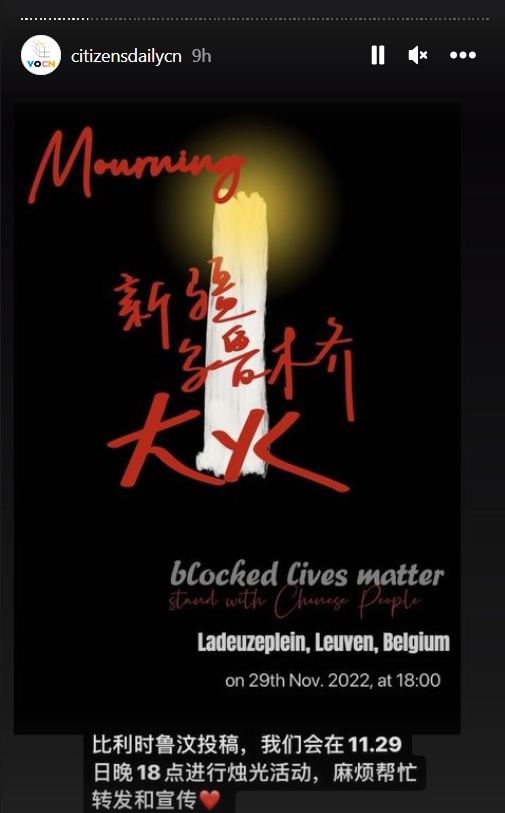 VOCN
citizensdailycn 9h
Mourning
新疆
乌鲁木齐
大火
blocked lives matter
stand with Chinese People
Ladeuzeplein, Leuven, Belgium
on 29th Nov. 2022, at 18:00
比利时鲁汶投稿，我们会在11.29
日晚18点进行烛光活动，麻烦帮忙
转发和宣传❤️